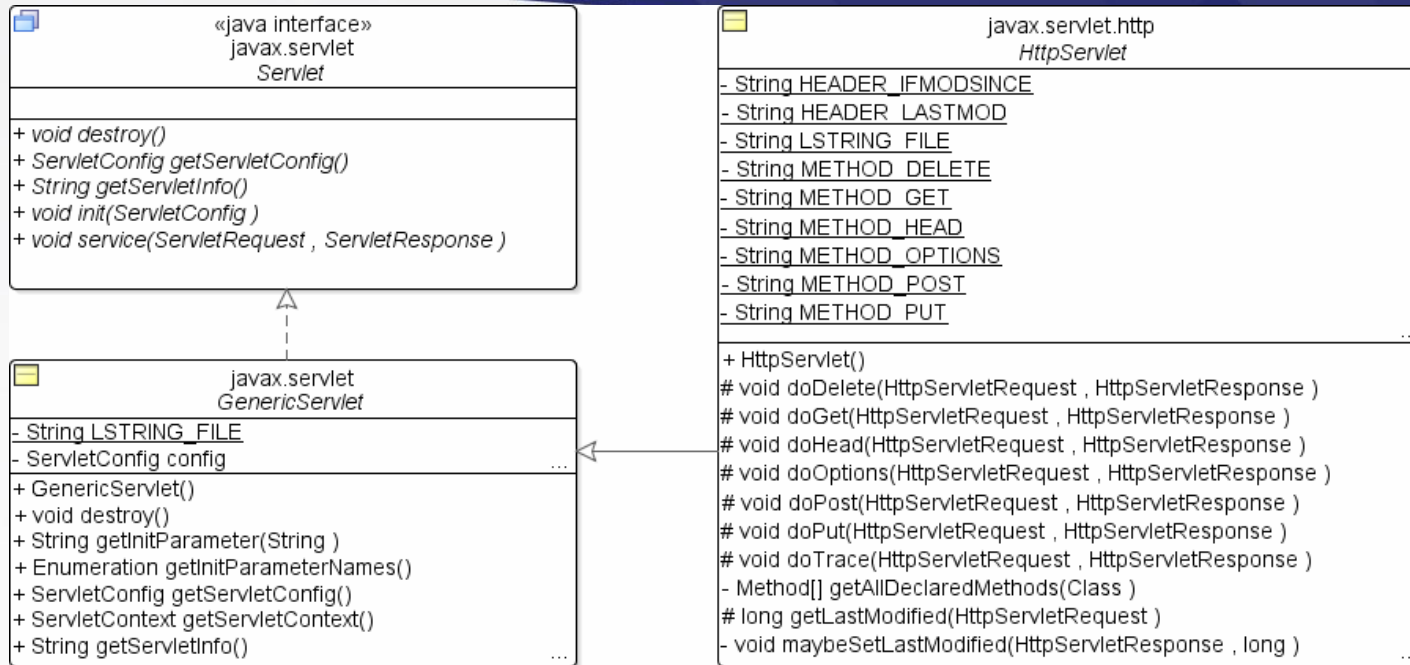 «java interface»
javax.servlet
Servlet
+ void destroy()
+ ServletConfig getServletConfig()
+ String getServletInfo()
+ void init(ServletConfig )
+ void service(ServletRequest , ServletResponse )
javax.servlet
GenericServlet
- String LSTRING_FILE
- ServletConfig config
...
+ GenericServlet()
+ void destroy()
+ String getInitParameter(String )
+ Enumeration getInitParameterNames()
+ ServletConfig getServletConfig()
+ ServletContext getServletContext()
+ String getServletInfo()
...
javax.servlet.http
HttpServlet
- String HEADER_IFMODSINCE
- String HEADER_LASTMOD
- String LSTRING_FILE
- String METHOD_DELETE
- String METHOD_GET
- String METHOD_HEAD
- String METHOD_OPTIONS
- String METHOD_POST
- String METHOD_PUT
...
+ HttpServlet()
# void doDelete(HttpServletRequest , HttpServletResponse )
# void doGet(HttpServletRequest , HttpServletResponse )
# void doHead(HttpServletRequest , HttpServletResponse )
# void doOptions(HttpServletRequest , HttpServletResponse )
# void doPost(HttpServletRequest , HttpServletResponse )
# void doPut(HttpServletRequest , HttpServletResponse )
# void doTrace(HttpServletRequest , HttpServletResponse )
- Method[] getAllDeclaredMethods(Class )
# long getLastModified(HttpServletRequest )
- void maybeSetLastModified(HttpServletResponse , long )
...